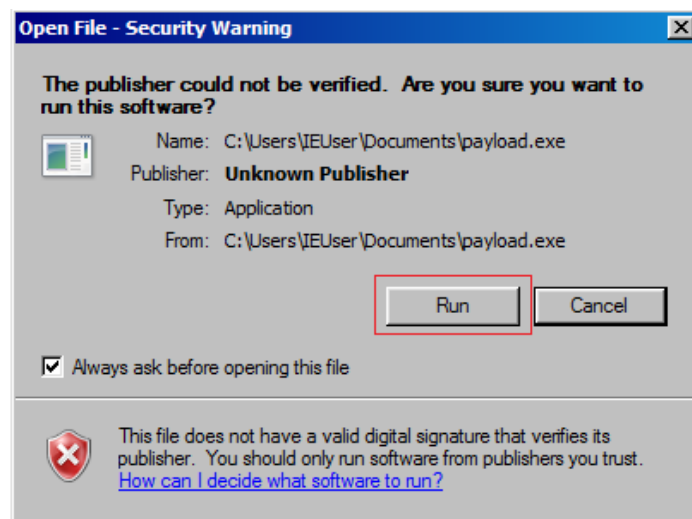 Open File - Security Warning
The publisher could not be verified. Are you sure you want to
run this software?
Name: C:\Users\IEUser\Documents\payload.exe
Publisher: Unknown Publisher
Type: Application
From: C:\Users\IEUser\Documents\payload.exe
Run Cancel
Always ask before opening this file
This file does not have a valid digital signature that verifies its
publisher. You should only run software from publishers you trust.
How can I decide what software to run?